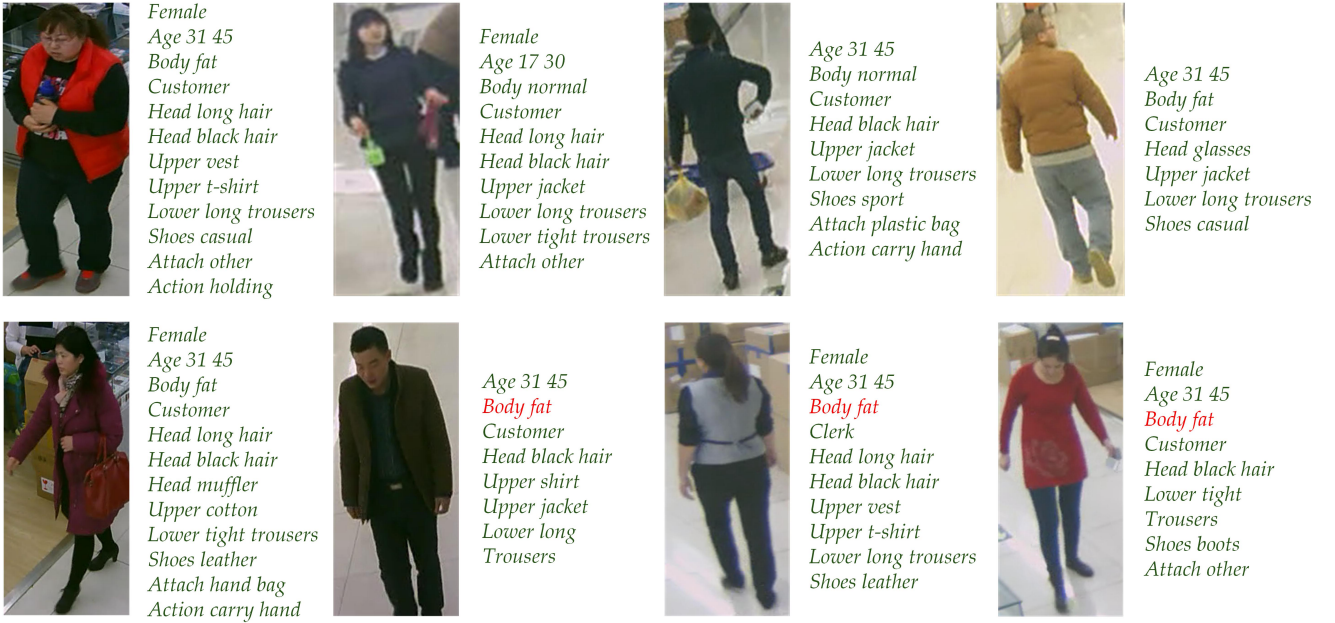 Female
Age 31 45
Body fat
Customer
Head long hair
Head black hair
Upper vest
Upper t-shirt
Lower long trousers
Shoes casual
Attach other
Action holding
Female
Age 17 30
Body normal
Customer
Head long hair
Head black hair
Upper jacket
Lower long trousers
Lower tight trousers
Attach other
Age 31 45
Body normal
Customer
Head black hair
Upper jacket
Lower long trousers
Shoes sport
Attach plastic bag
Action carry hand
Age 31 45
Body fat
Customer
Head glasses
Upper jacket
Lower long trousers
Shoes casual
Female
Age 31 45
Body fat
Customer
Head long hair
Head black hair
Head muffler
Upper cotton
Lower tight trousers
Shoes leather
Attach hand bag
Action carry hand
Age 31 45
Body fat
Customer
Head black hair
Upper shirt
Upper jacket
Lower long
Trousers
Female
Age 31 45
Body fat
Clerk
Head long hair
Head black hair
Upper vest
Upper t-shirt
Lower long trousers
Shoes leather
Female
Age 31 45
Body fat
Customer
Head black hair
Lower tight
Trousers
Shoes boots
Attach other